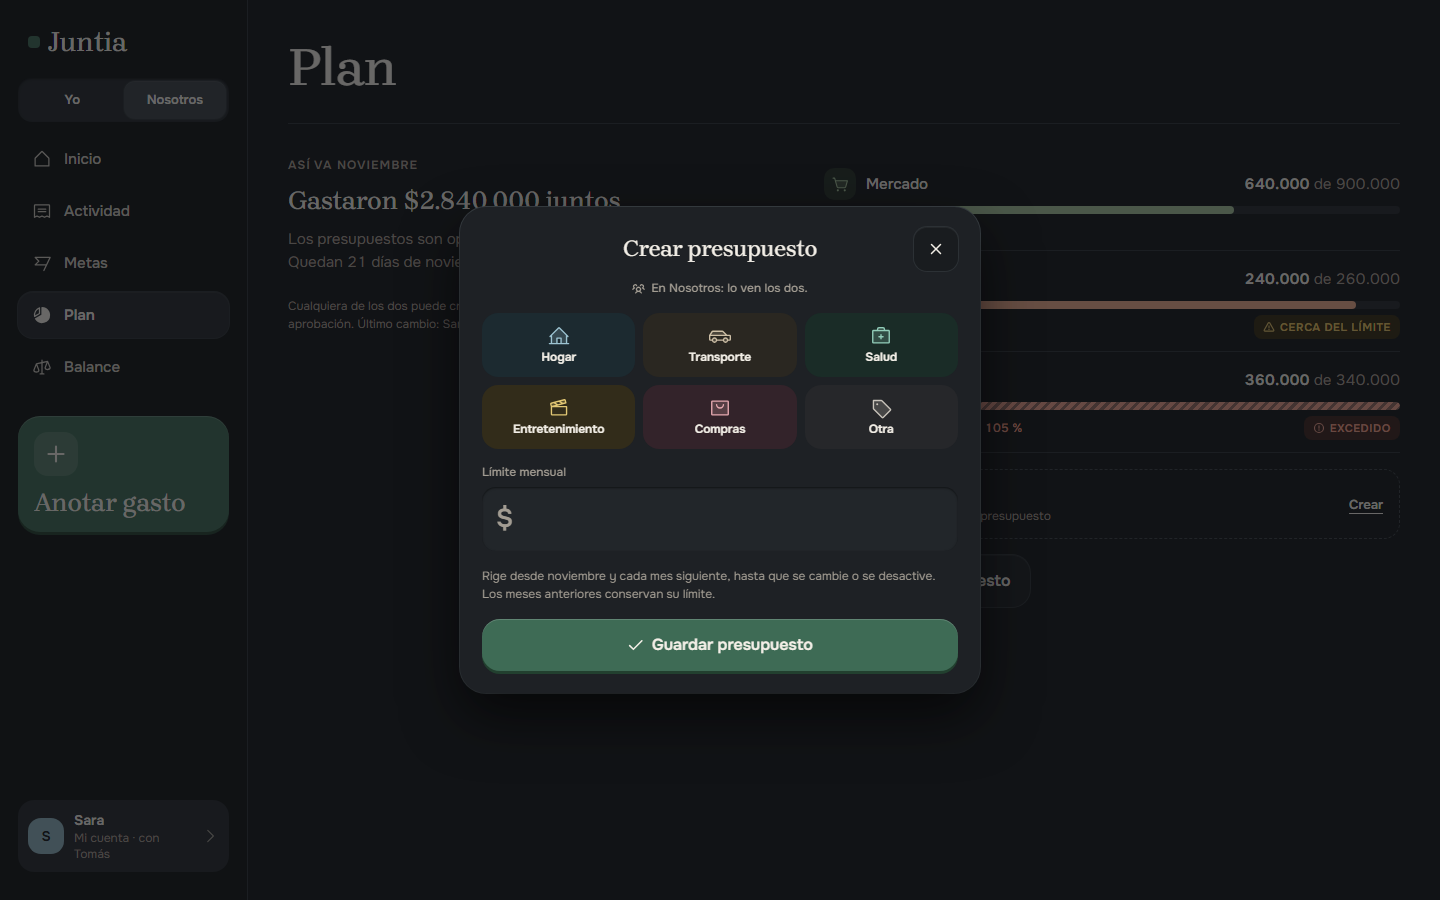 Juntia
Yo
Nosotros
Inicio
Actividad
Metas
Plan
Balance
Anotar gasto
S
Sara
Mi cuenta · con
Tomás
Plan
ASÍ VA NOVIEMBRE
Gastaron $2.840.000 juntos
Los presupuestos son
Quedan 21 días de
Cualquiera de los dos puede
aprobación. Último cambio:
Mercado
640.000 de 900.000
240.000 de 260.000
CERCA DEL LÍMITE
360.000 de 340.000
105 %
EXCEDIDO
presupuesto
Crear
Crear presupuesto
En Nosotros: lo ven los dos.
Hogar
Transporte
Salud
Entretenimiento
Compras
Otra
Límite mensual
$
Rige desde noviembre y cada mes siguiente, hasta que se cambie o se desactive.
Los meses anteriores conservan su límite.
Guardar presupuesto